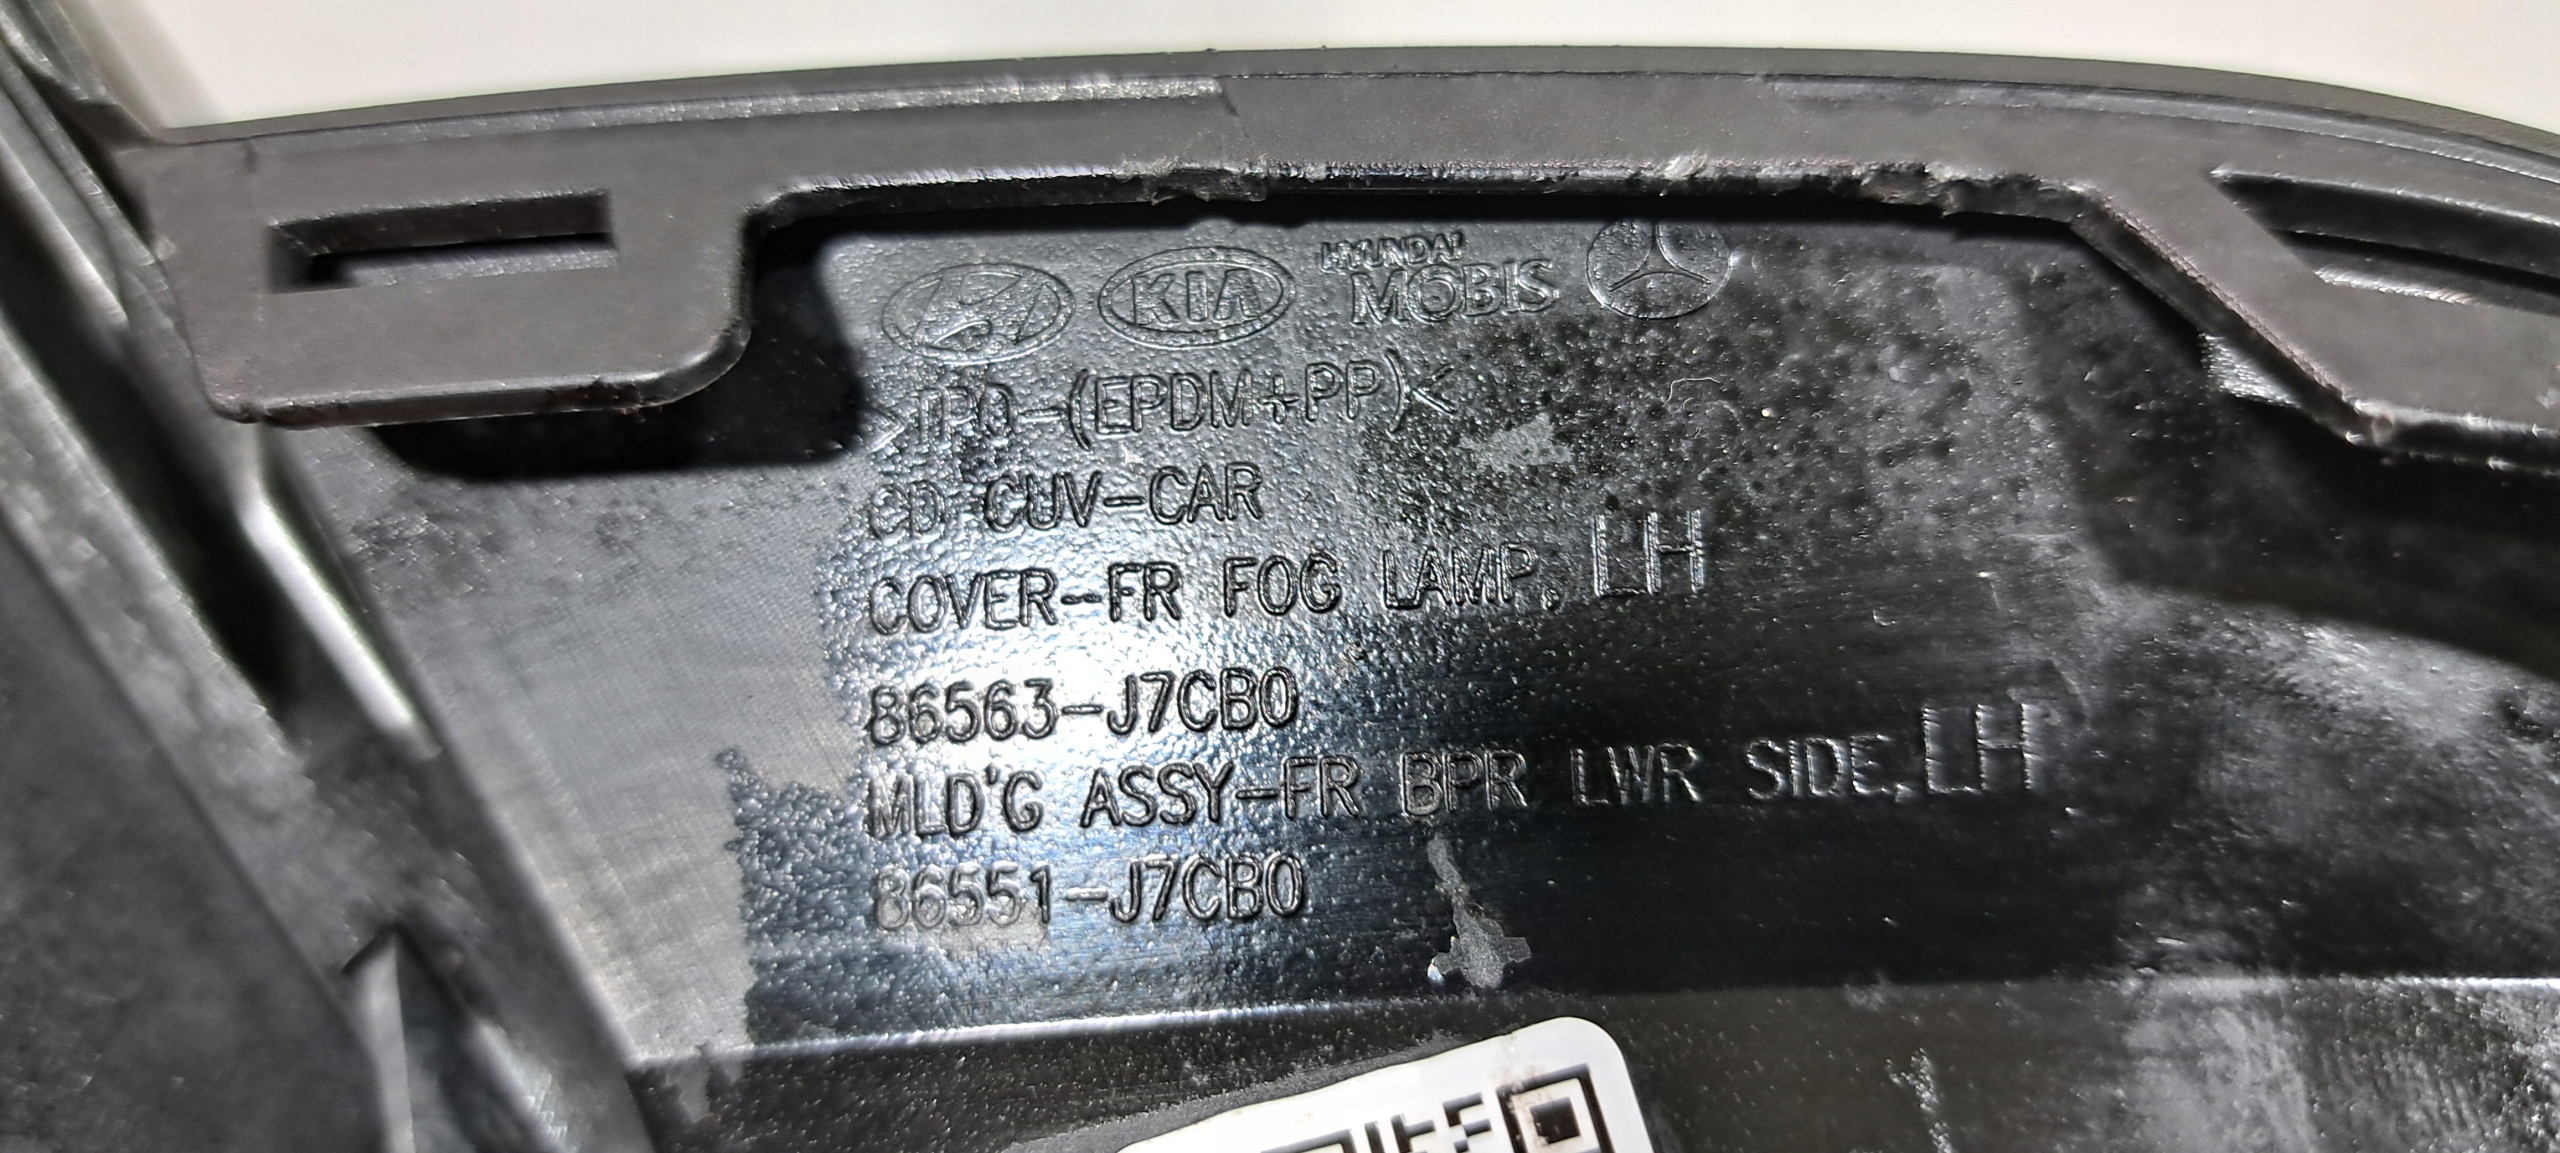 KIA HYUNDAI MOBIS
>TPO-(EPDM+PP)<
CD CUV-CAR
COVER-FR FOG LAMP, LH
86563-J7CB0
MLD'G ASSY-FR BPR LWR SIDE, LH
86551-J7CB0